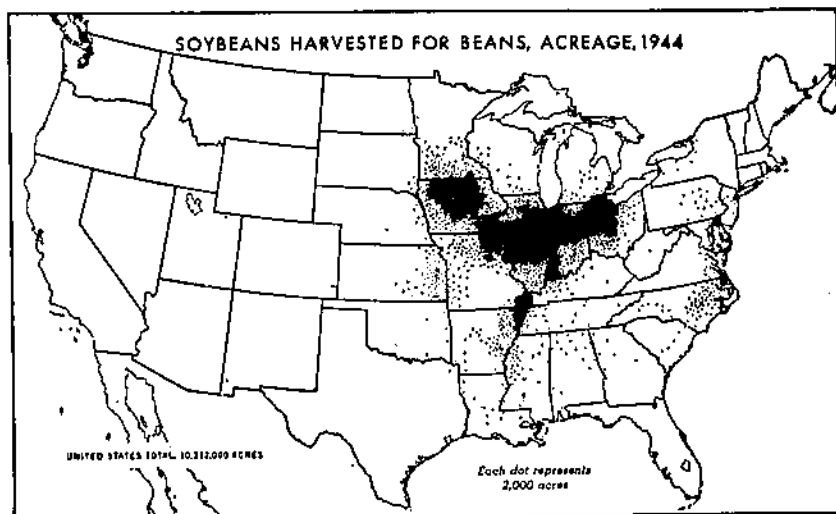 SOYBEANS HARVESTED FOR BEANS, ACREAGE, 1944
UNITED STATES TOTAL 10,312,000 ACRES
Each dot represents
2,000 acres